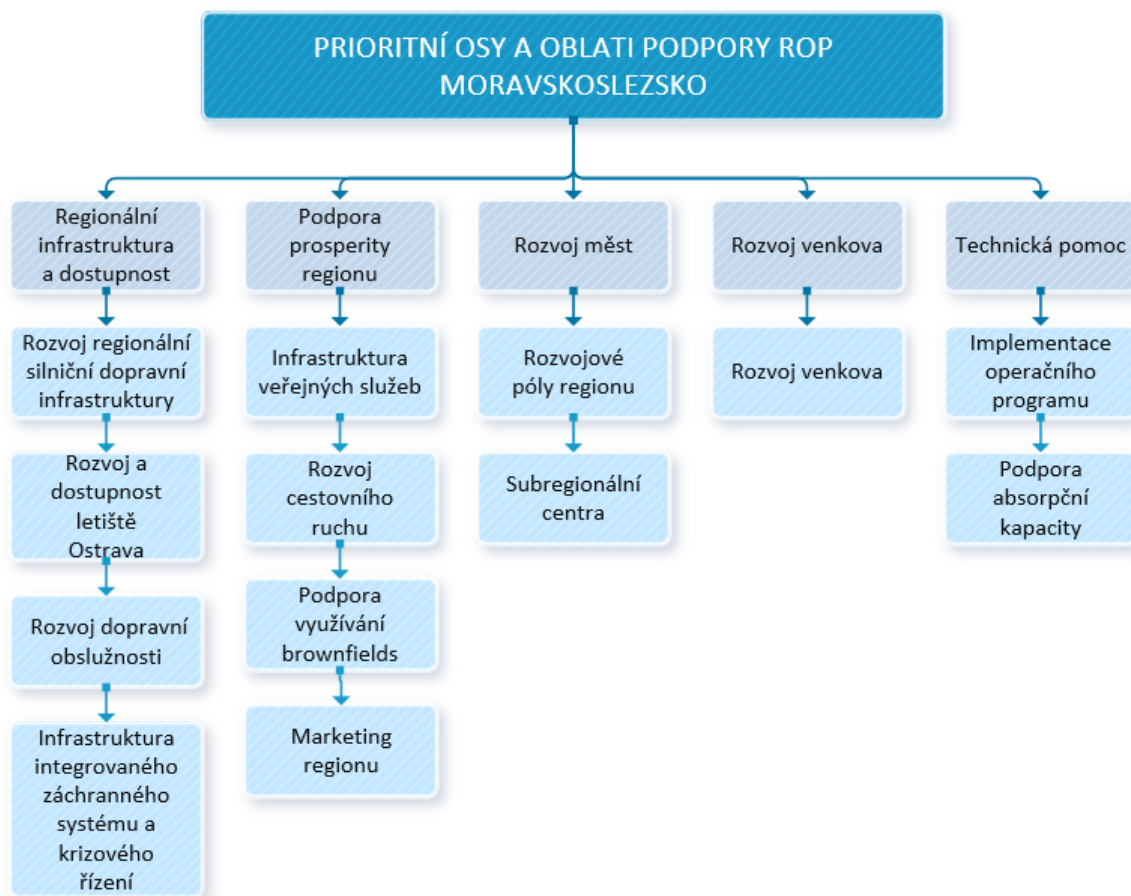 PRIORITNÍ OSY A OBLATI PODPORY ROP
MORAVSKOSLEZSKO
Regionální
infrastruktura
a dostupnost
Podpora
prosperity
regionu
Rozvoj měst
Rozvoj venkova
Technická pomoc
Rozvoj regionální
silniční dopravní
infrastruktury
Infrastruktura
veřejných služeb
Rozvojové
póly regionu
Rozvoj venkova
Implementace
operačního
programu
Rozvoj a
dostupnost
letiště
Ostrava
Rozvoj
cestovního
ruchu
Subregionální
centra
Podpora
absorpční
kapacity
Rozvoj dopravní
obslužnosti
Podpora
využívání
brownfields
Infrastruktura
integrovaného
záchranného
systému a
krizového
řízení
Marketing
regionu